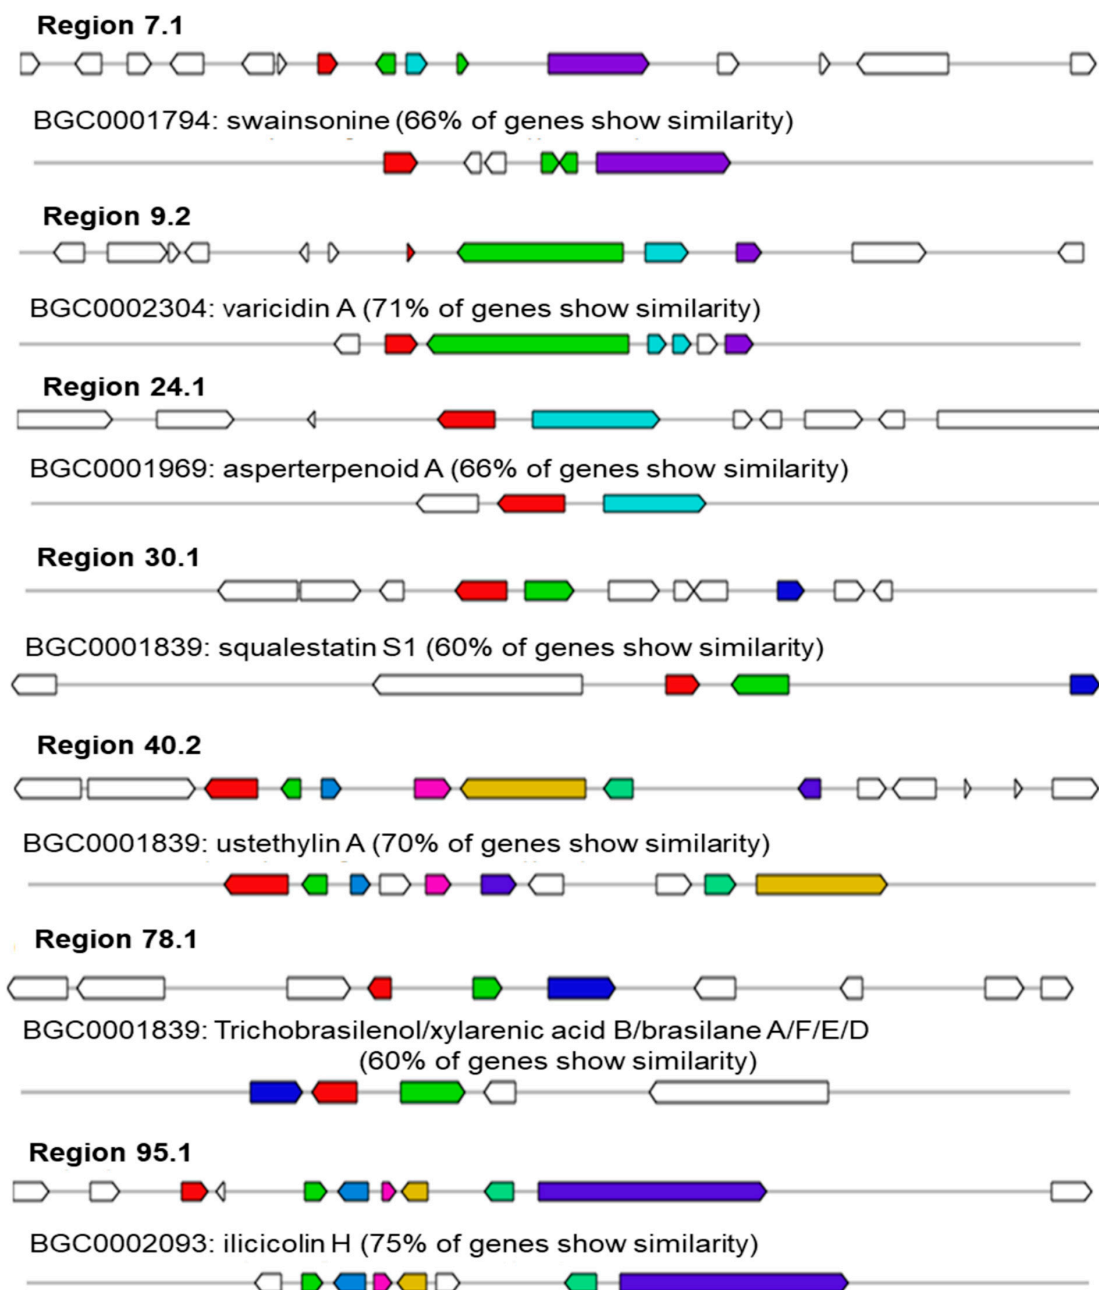 Region 7.1
BGC0001794: swainsonine (66% of genes show similarity)
Region 9.2
BGC0002304: varicidin A (71% of genes show similarity)
Region 24.1
BGC0001969: asperterpenoid A (66% of genes show similarity)
Region 30.1
BGC0001839: squalestatin S1 (60% of genes show similarity)
Region 40.2
BGC0001839: ustethylin A (70% of genes show similarity)
Region 78.1
BGC0001839: Trichobrasilenol/xylarenic acid B/brasilane A/F/E/D
(60% of genes show similarity)
Region 95.1
BGC0002093: ilicicolin H (75% of genes show similarity)